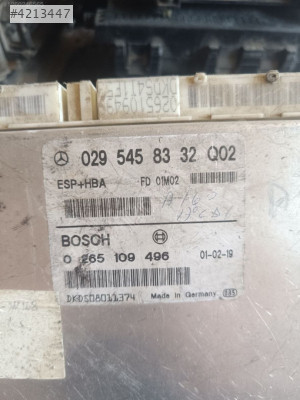 #4213447
029 545 83 32 Q02
ESP+HBA FD 01M02
BOSCH
0 265 109 496 01-02-19
Made in Germany